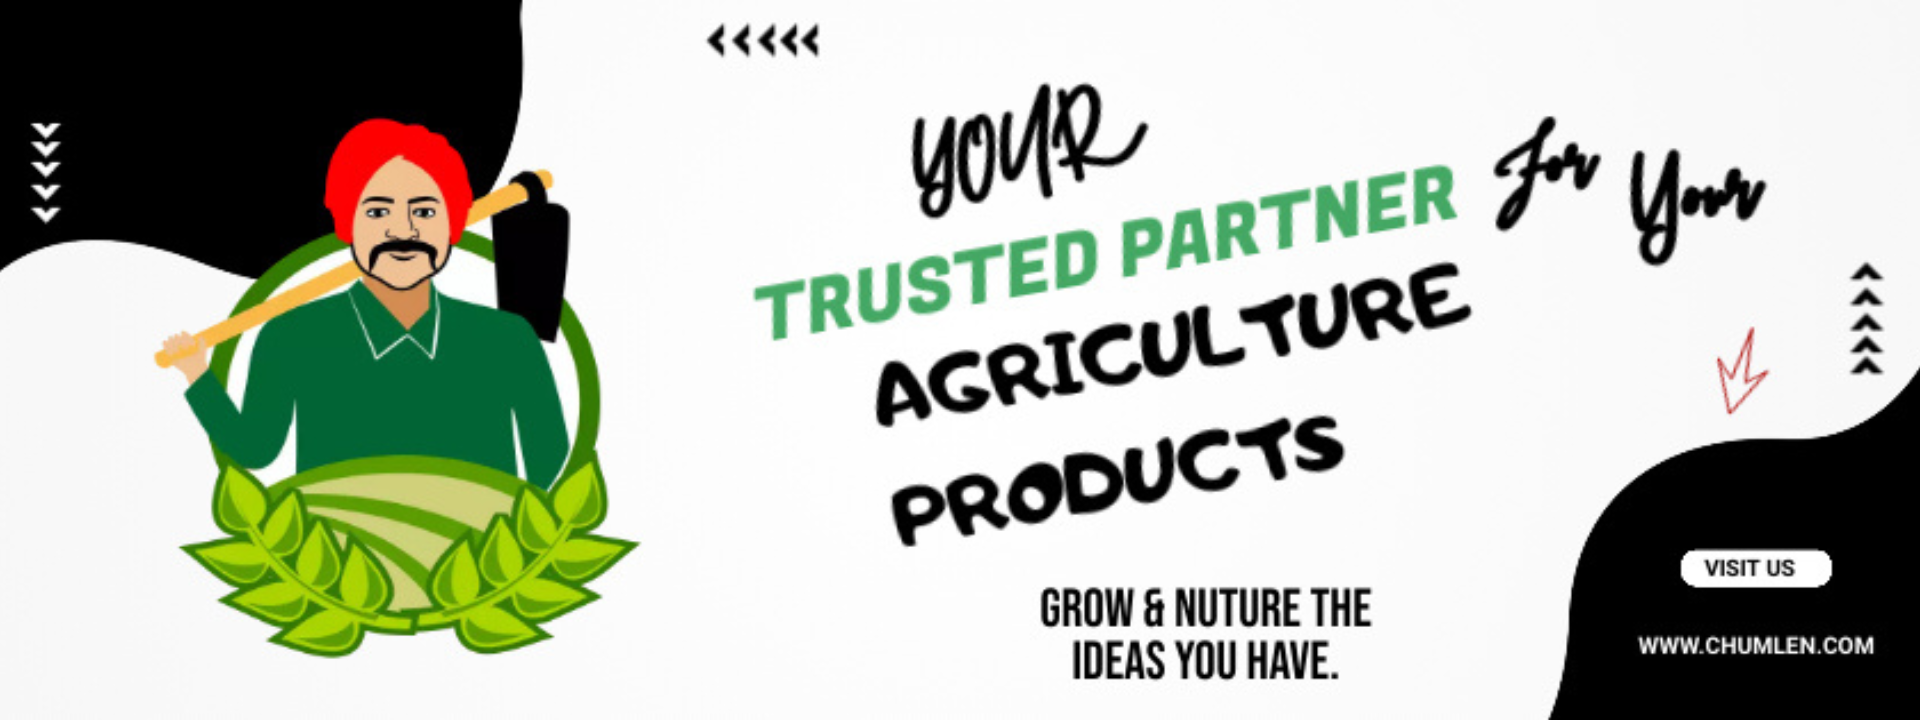 YOUR
TRUSTED PARTNER For Your
AGRICULTURE
PRODUCTS
GROW & NUTURE THE
IDEAS YOU HAVE.
VISIT US
WWW.CHUMLEN.COM